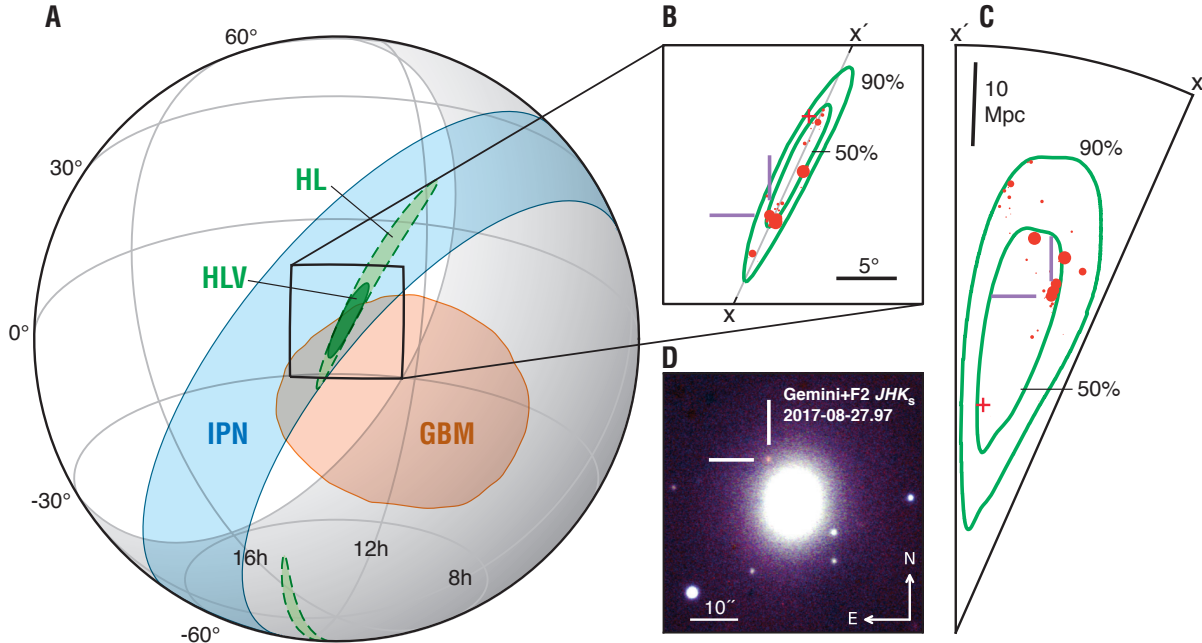 A
60°
30°
0°
-30°
-60°
HL
HLV
IPN
GBM
16h
12h
8h
B
x´
90%
50%
5°
x
C
x´
x
10
Mpc
90%
50%
D
Gemini+F2 JHKs
2017-08-27.97
10˝
N
E